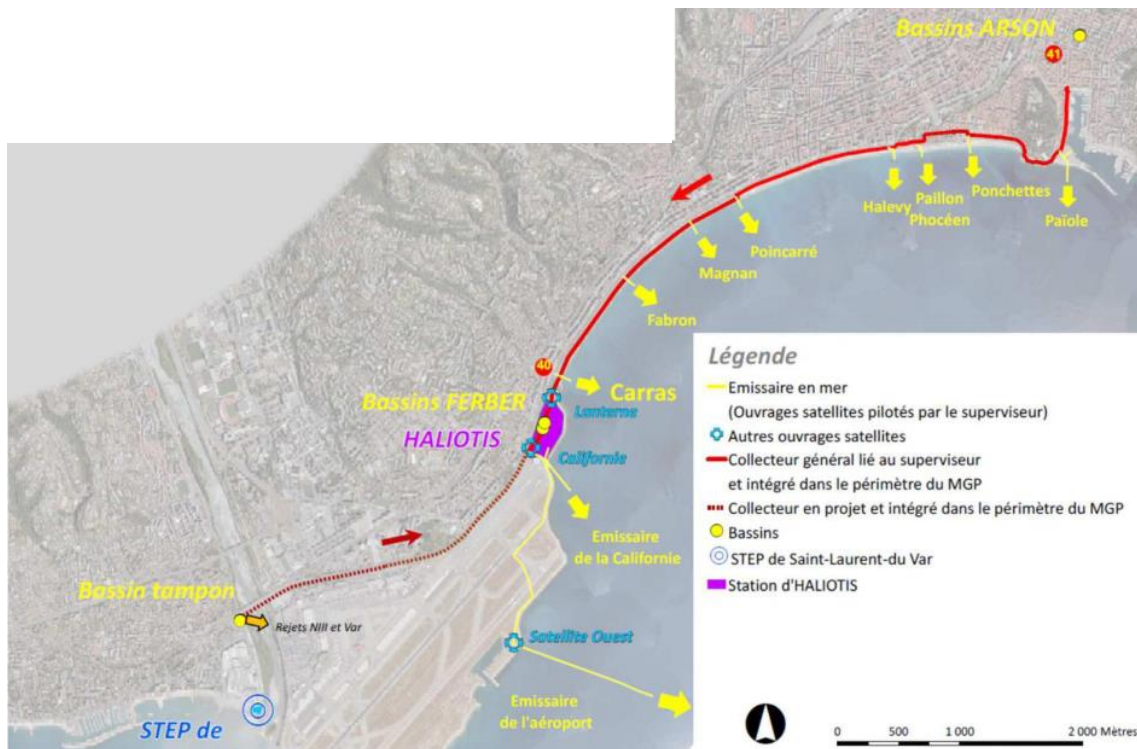 Bassins ARSON
41
Halevy
Paillon
Phocéen
Ponchettes
Païole
Poincarré
Magnan
Fabron
40
Carras
Bassins FERBER
Lanterne
HALIOTIS
Californie
Emissaire
de la Californie
Bassin tampon
Rejets NIII et Var
Satellite Ouest
Emissaire
de l'aéroport
STEP de
Légende
Emissaire en mer
(Ouvrages satellites pilotés par le superviseur)
Autres ouvrages satellites
Collecteur général lié au superviseur
et intégré dans le périmètre du MGP
Collecteur en projet et intégré dans le périmètre du MGP
Bassins
STEP de Saint-Laurent-du Var
Station d'HALIOTIS
0 500 1 000 2 000 Mètres